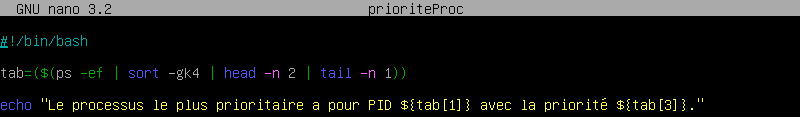 GNU nano 3.2 prioriteProc
#!/bin/bash
tab=($(ps -ef | sort -gk4 | head -n 2 | tail -n 1))
echo "Le processus le plus prioritaire a pour PID ${tab[1]} avec la priorité ${tab[3]}."